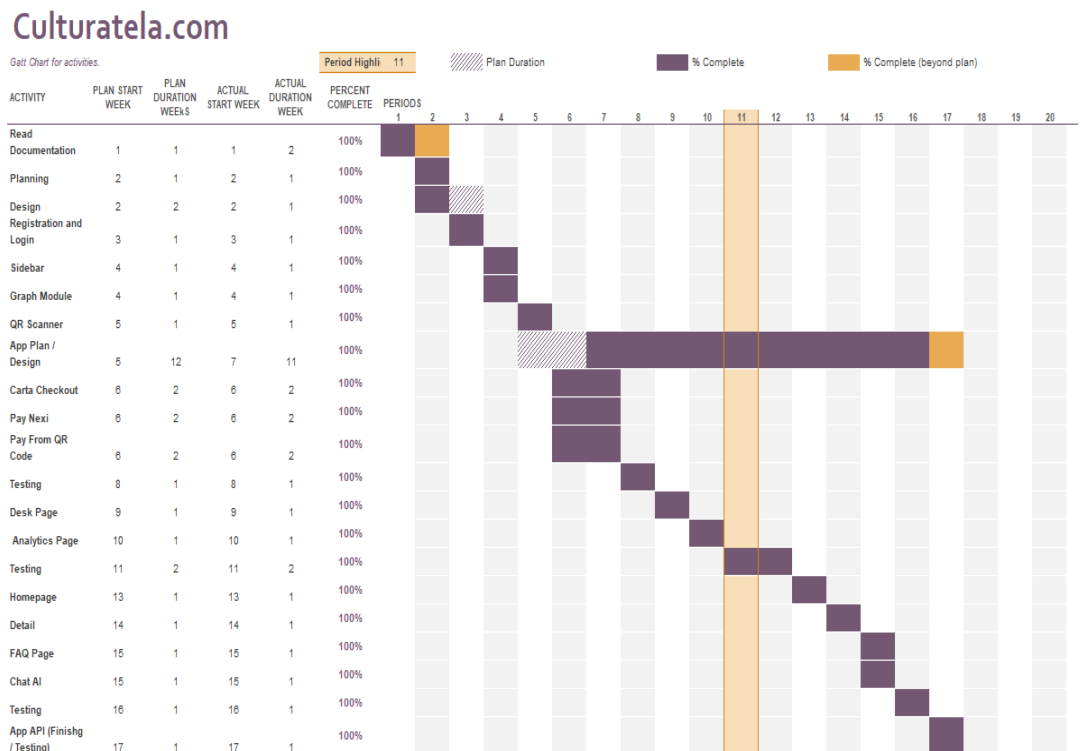 Culturatela.com
Gatt Chart for activities.
Period Highli 11
Plan Duration
% Complete
% Complete (beyond plan)
ACTIVITY
PLAN START
WEEK
PLAN
DURATION
WEEkS
ACTUAL
START WEEK
ACTUAL
DURATION
WEEK
PERCENT
COMPLETE
PERIODS
1 2 3 4 5 6 7 8 9 10 11 12 13 14 15 16 17 18 19 20
Read
Documentation 1 1 1 2 100%
Planning 2 1 2 1 100%
Design 2 2 2 1 100%
Registration and
Login 3 1 3 1 100%
Sidebar 4 1 4 1 100%
Graph Module 4 1 4 1 100%
QR Scanner 5 1 5 1 100%
App Plan /
Design 5 12 7 11 100%
Carta Checkout 6 2 6 2 100%
Pay Nexi 6 2 6 2 100%
Pay From QR
Code 6 2 6 2 100%
Testing 8 1 8 1 100%
Desk Page 9 1 9 1 100%
Analytics Page 10 1 10 1 100%
Testing 11 2 11 2 100%
Homepage 13 1 13 1 100%
Detail 14 1 14 1 100%
FAQ Page 15 1 15 1 100%
Chat AI 15 1 15 1 100%
Testing 16 1 16 1 100%
App API (Finishg
/ Testing) 17 1 17 1 100%